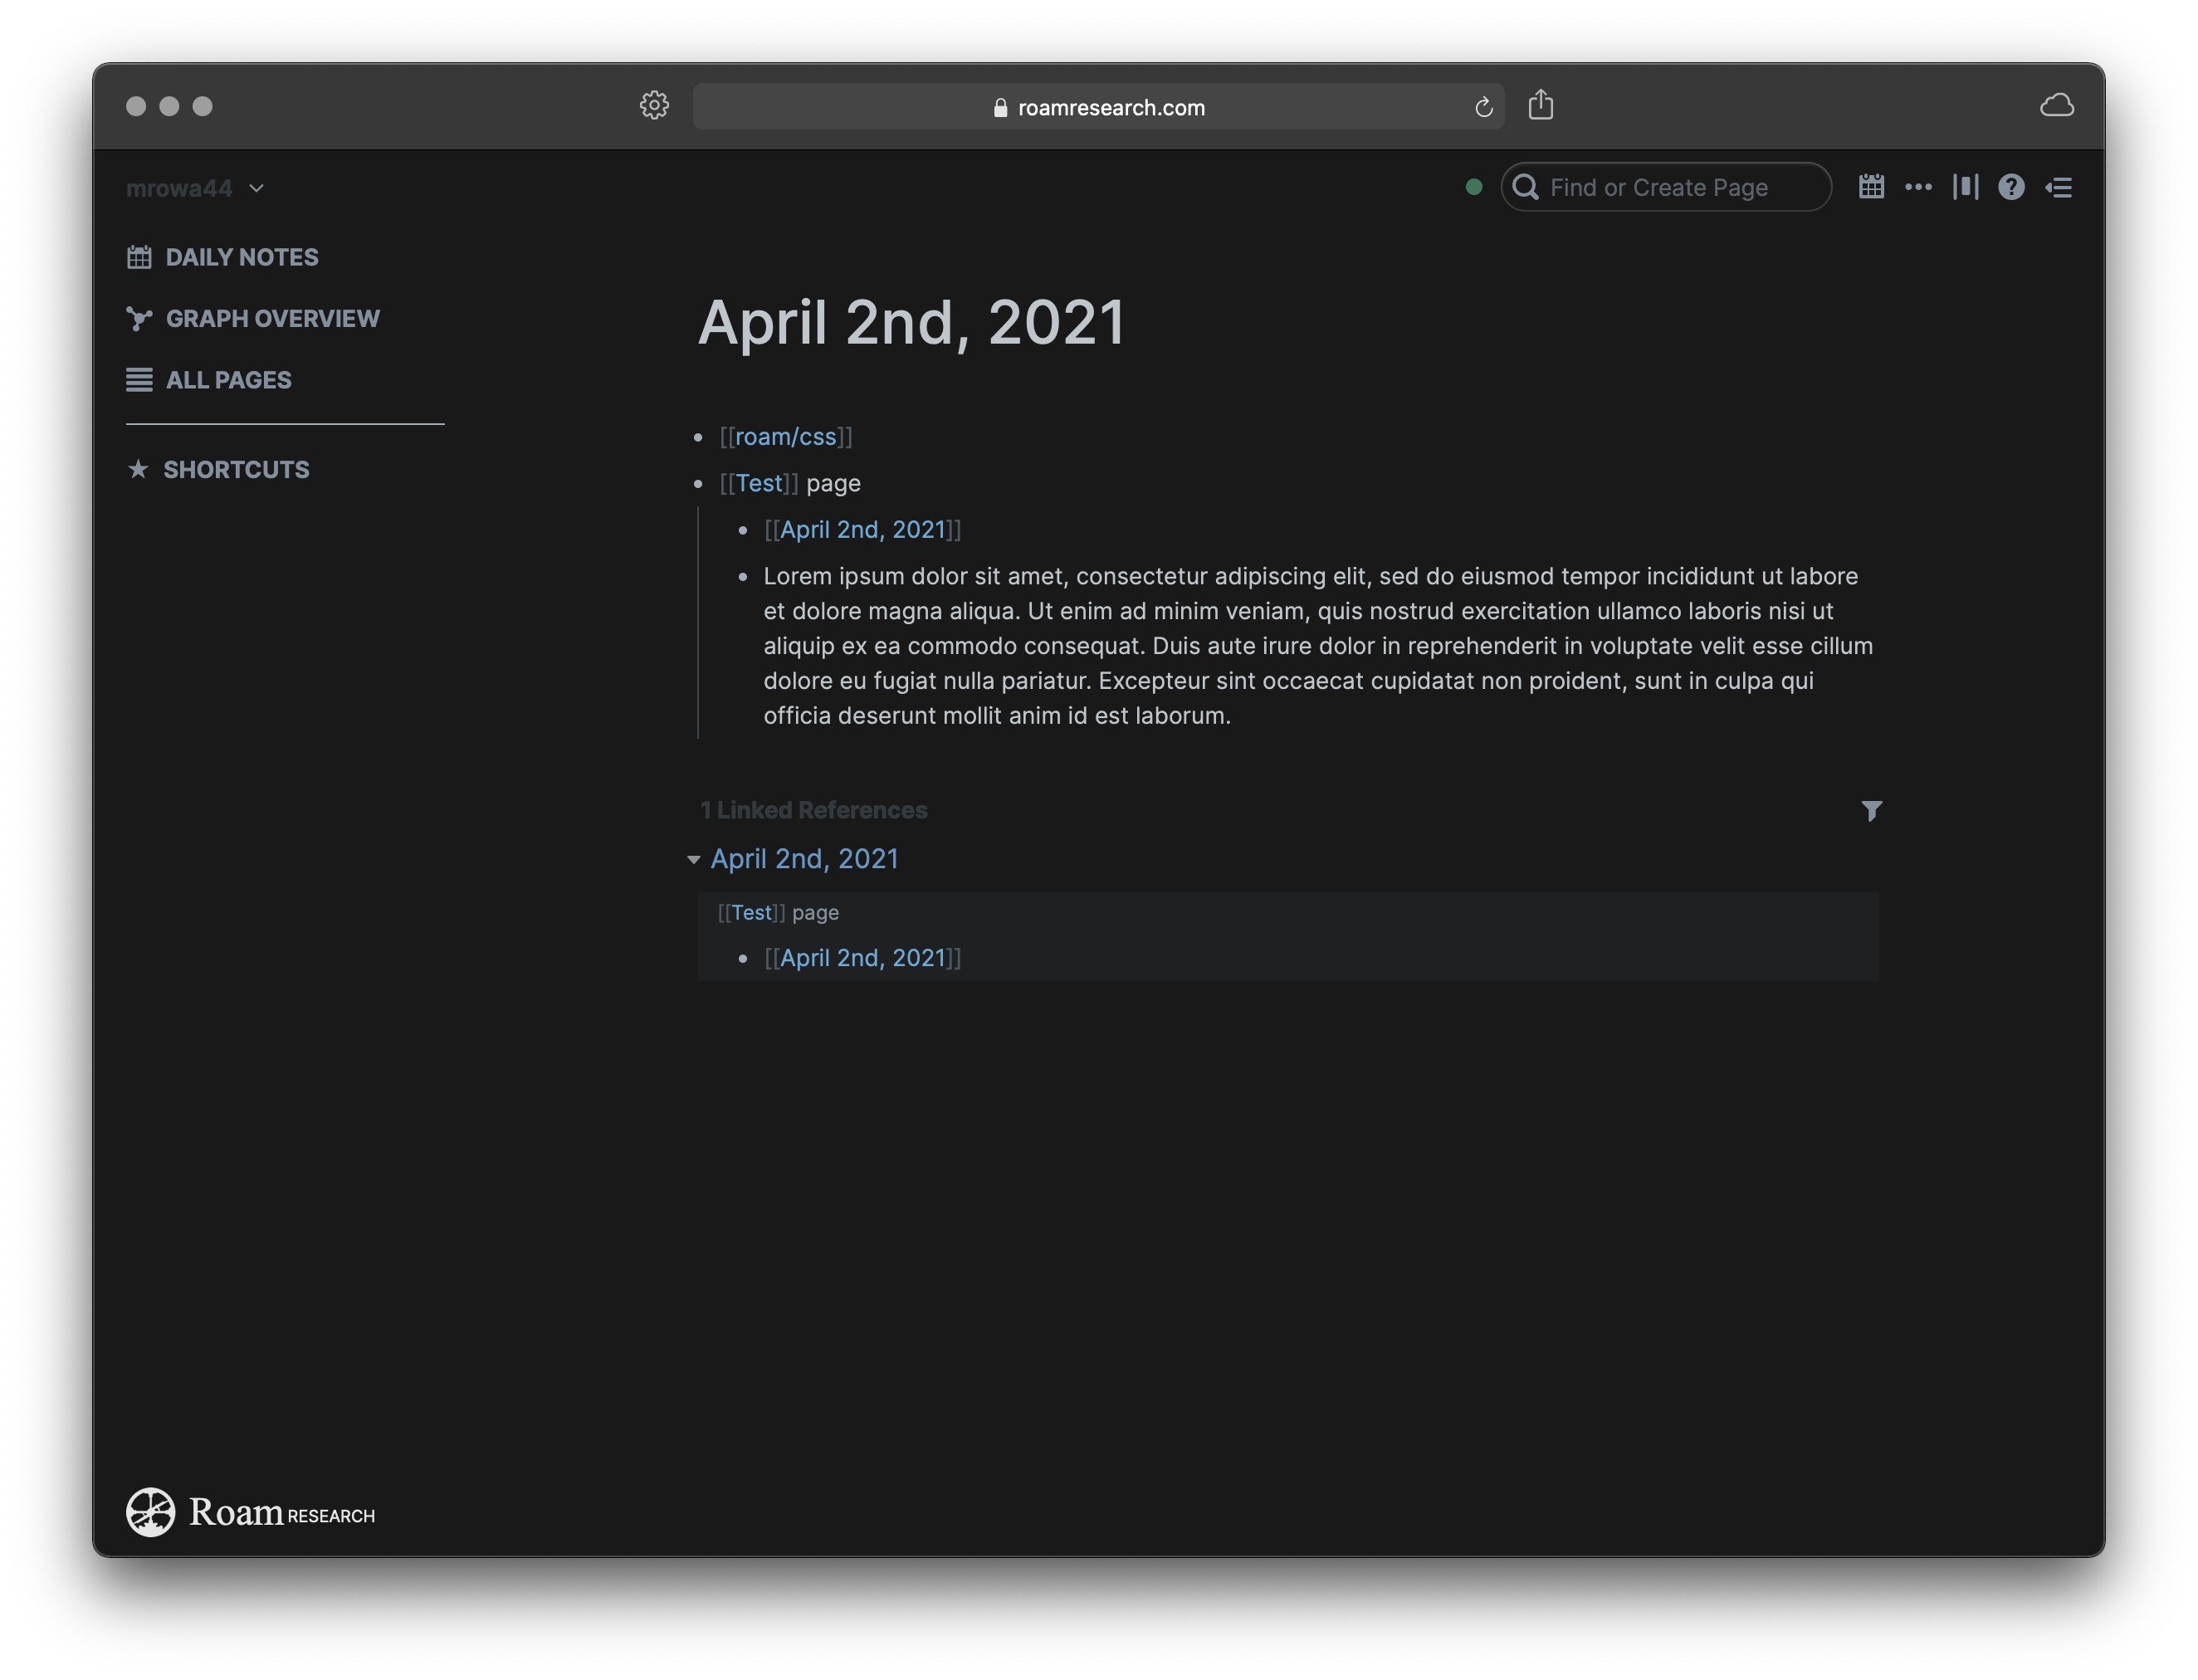 roamresearch.com
mrowa44
Find or Create Page
DAILY NOTES
GRAPH OVERVIEW
ALL PAGES
SHORTCUTS
April 2nd, 2021
[[roam/css]]
[[Test]] page
[[April 2nd, 2021]]
Lorem ipsum dolor sit amet, consectetur adipiscing elit, sed do eiusmod tempor incididunt ut labore
et dolore magna aliqua. Ut enim ad minim veniam, quis nostrud exercitation ullamco laboris nisi ut
aliquip ex ea commodo consequat. Duis aute irure dolor in reprehenderit in voluptate velit esse cillum
dolore eu fugiat nulla pariatur. Excepteur sint occaecat cupidatat non proident, sunt in culpa qui
officia deserunt mollit anim id est laborum.
1 Linked References
April 2nd, 2021
[[Test]] page
[[April 2nd, 2021]]
Roam RESEARCH